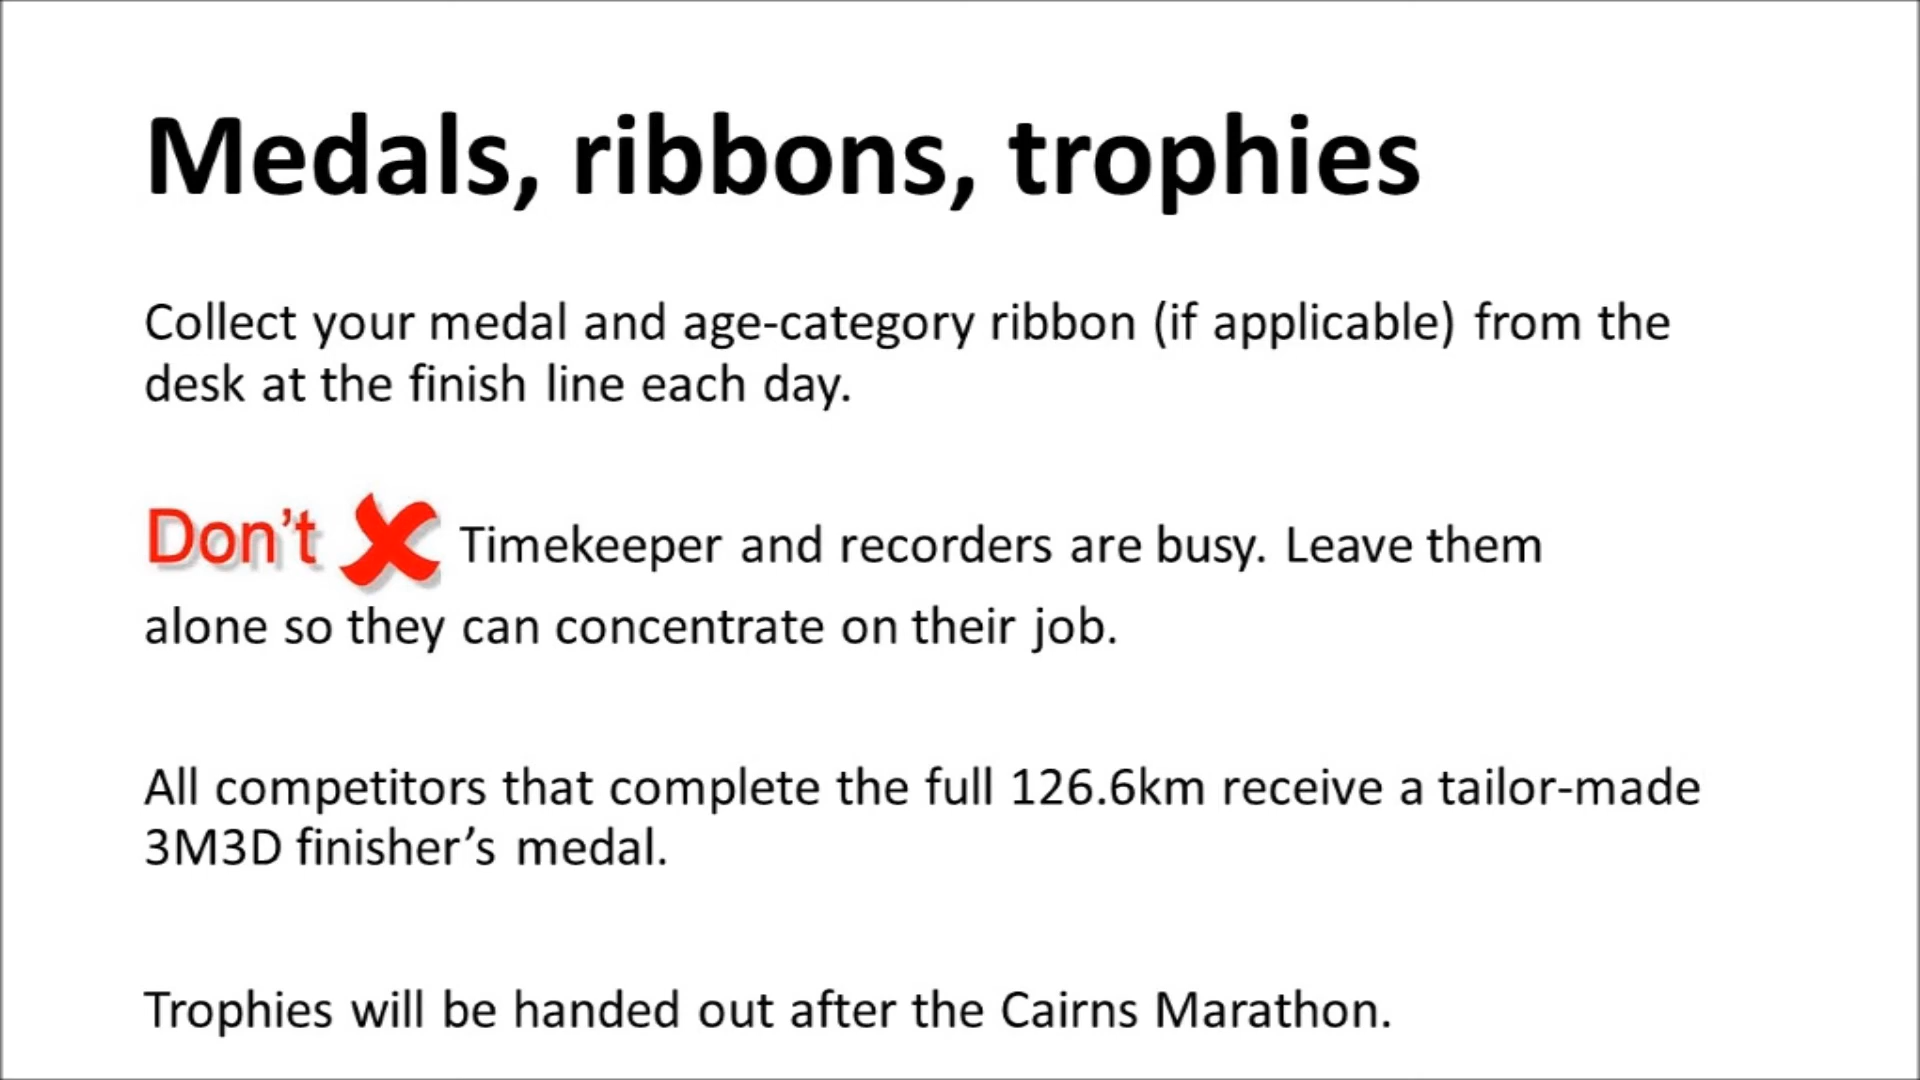 Medals, ribbons, trophies
Collect your medal and age-category ribbon (if applicable) from the
desk at the finish line each day.
Don't ✘ Timekeeper and recorders are busy. Leave them
alone so they can concentrate on their job.
All competitors that complete the full 126.6km receive a tailor-made
3M3D finisher’s medal.
Trophies will be handed out after the Cairns Marathon.